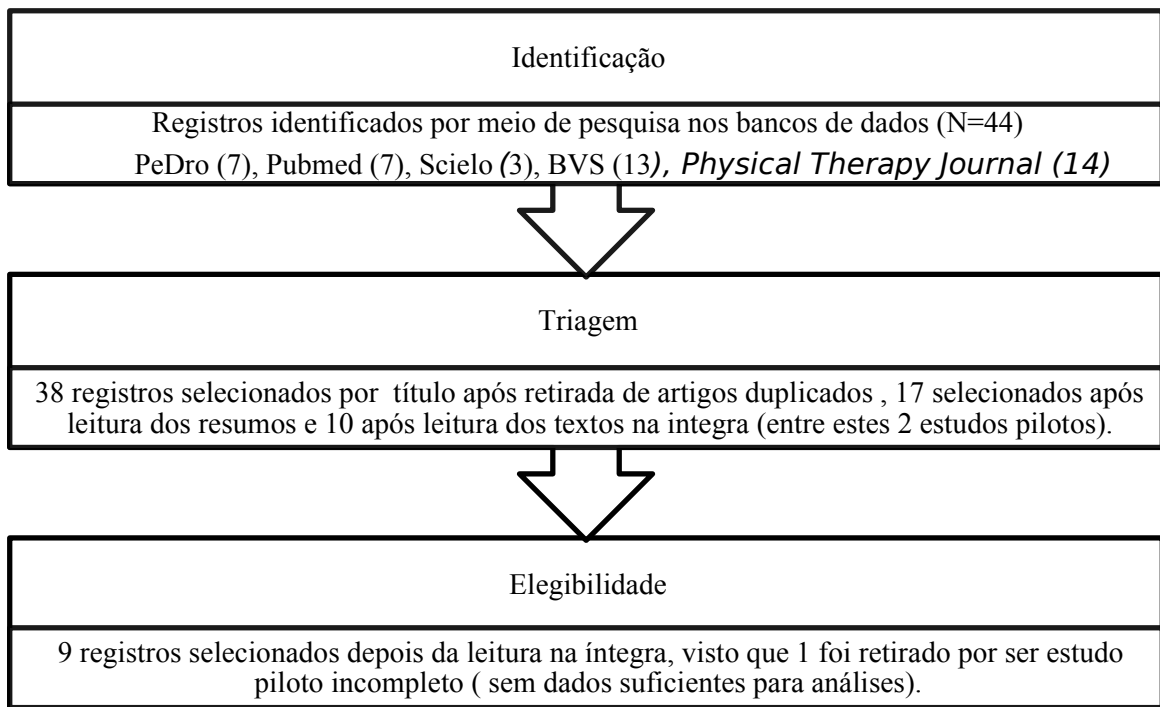 Identificação
Registros identificados por meio de pesquisa nos bancos de dados (N=44)
PeDro (7), Pubmed (7), Scielo (3), BVS (13), Physical Therapy Journal (14)
Triagem
38 registros selecionados por  título após retirada de artigos duplicados , 17 selecionados após
leitura dos resumos e 10 após leitura dos textos na integra (entre estes 2 estudos pilotos).
Elegibilidade
9 registros selecionados depois da leitura na íntegra, visto que 1 foi retirado por ser estudo
piloto incompleto ( sem dados suficientes para análises).